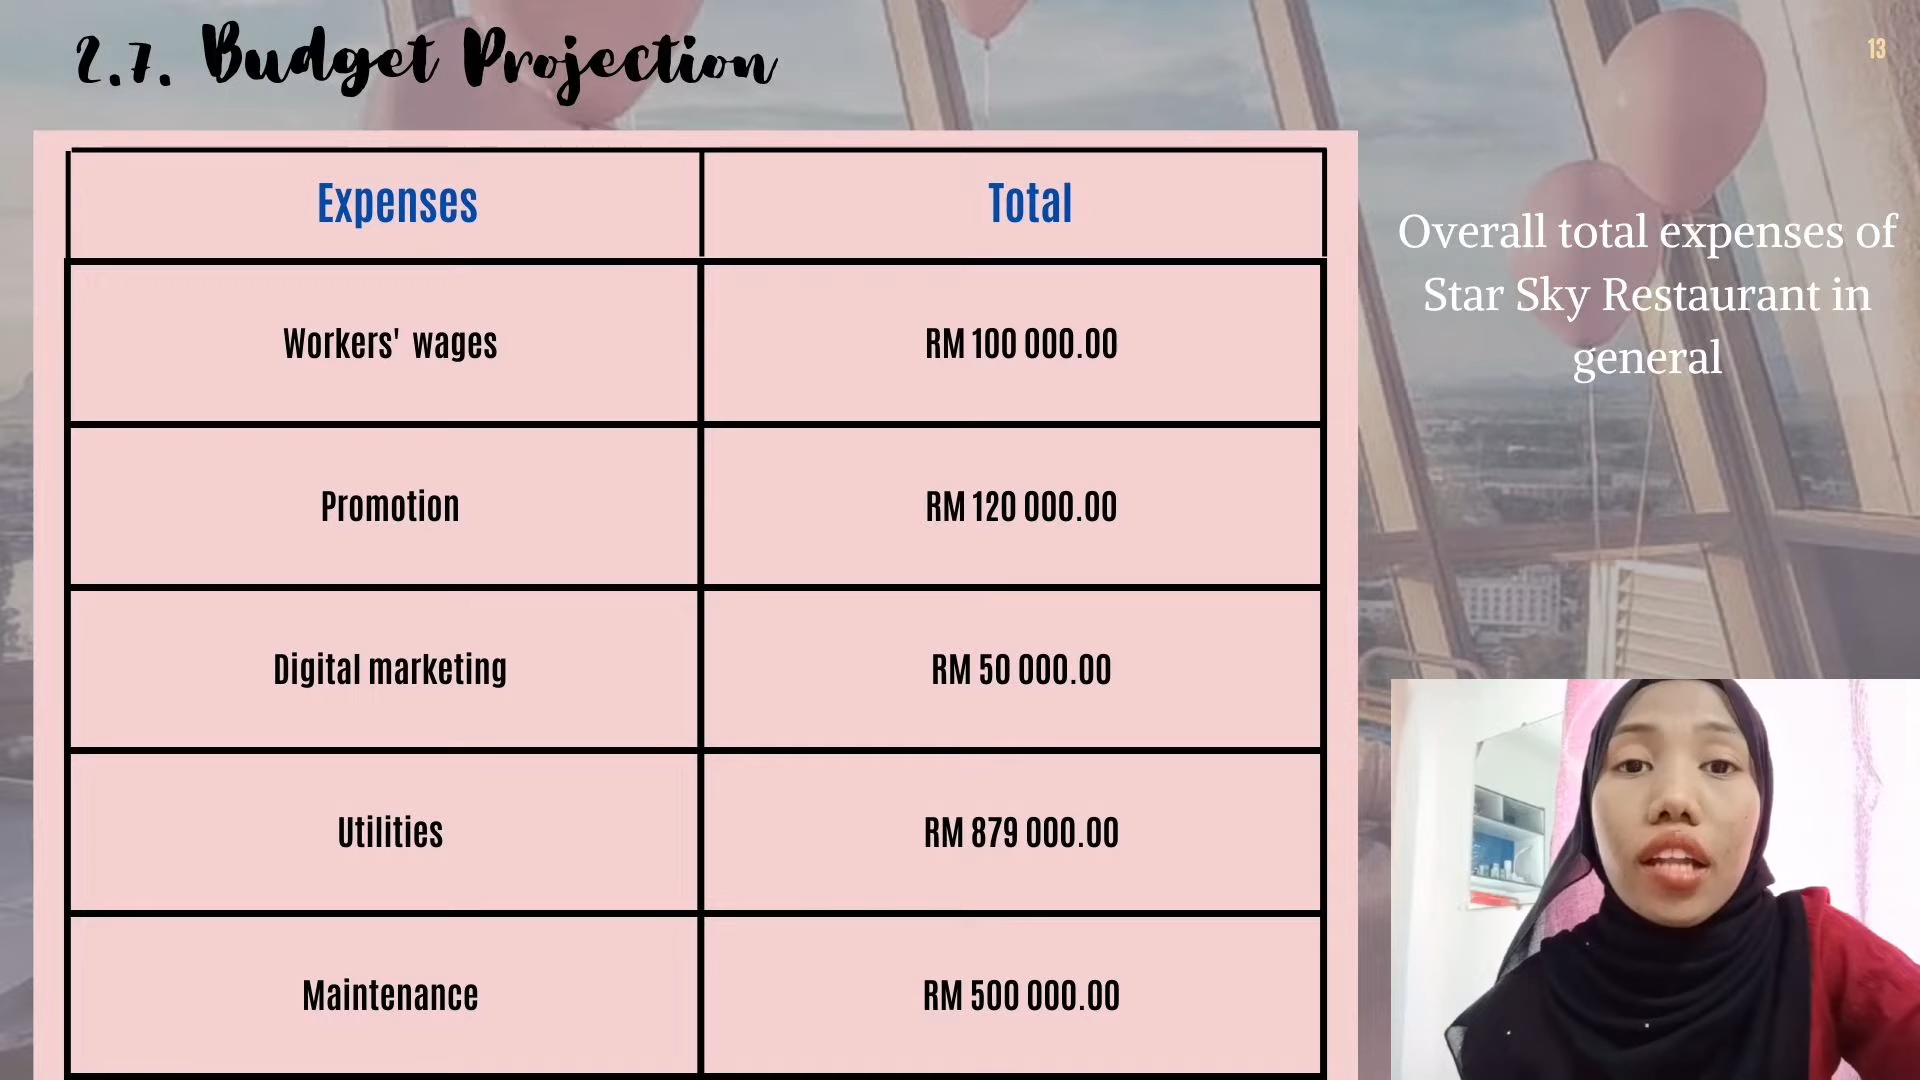 2.7. Budget Projection
13
Expenses Total
Workers' wages RM 100 000.00
Promotion RM 120 000.00
Digital marketing RM 50 000.00
Utilities RM 879 000.00
Maintenance RM 500 000.00
Overall total expenses of
Star Sky Restaurant in
general